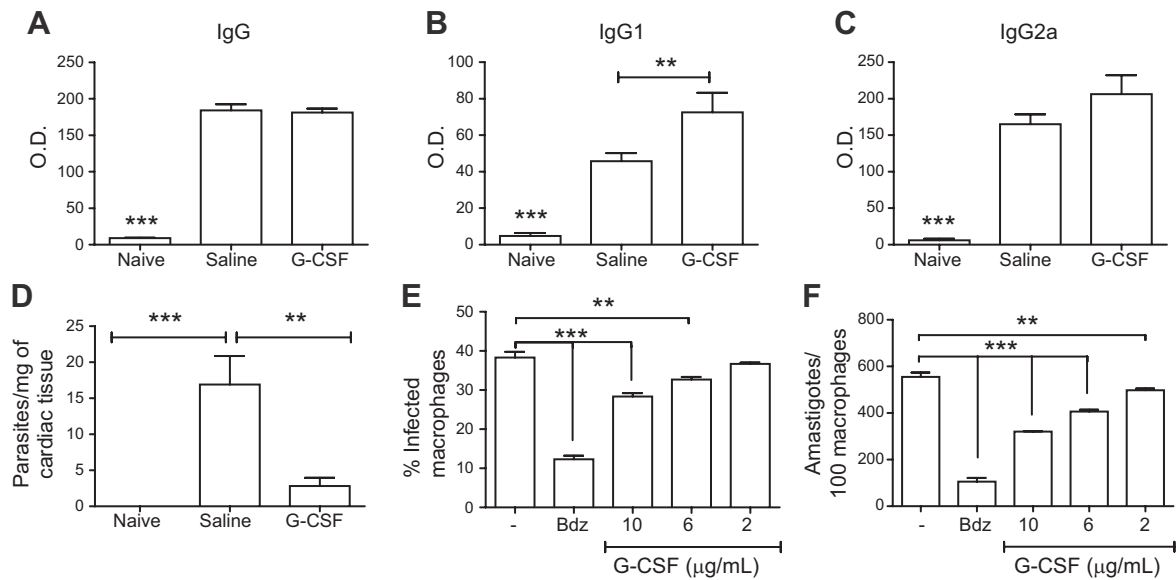 A
IgG
O.D.
250
200
150
100
50
0
***
Naive
Saline
G-CSF
B
IgG1
O.D.
100
80
60
40
20
0
***
**
Naive
Saline
G-CSF
C
IgG2a
O.D.
250
200
150
100
50
0
***
Naive
Saline
G-CSF
D
Parasites/mg of
cardiac tissue
25
20
15
10
5
0
***
**
Naive
Saline
G-CSF
E
% Infected
macrophages
50
40
30
20
10
0
**
***
-
Bdz
10
6
2
G-CSF (μg/mL)
F
Amastigotes/
100 macrophages
800
600
400
200
0
**
***
-
Bdz
10
6
2
G-CSF (μg/mL)